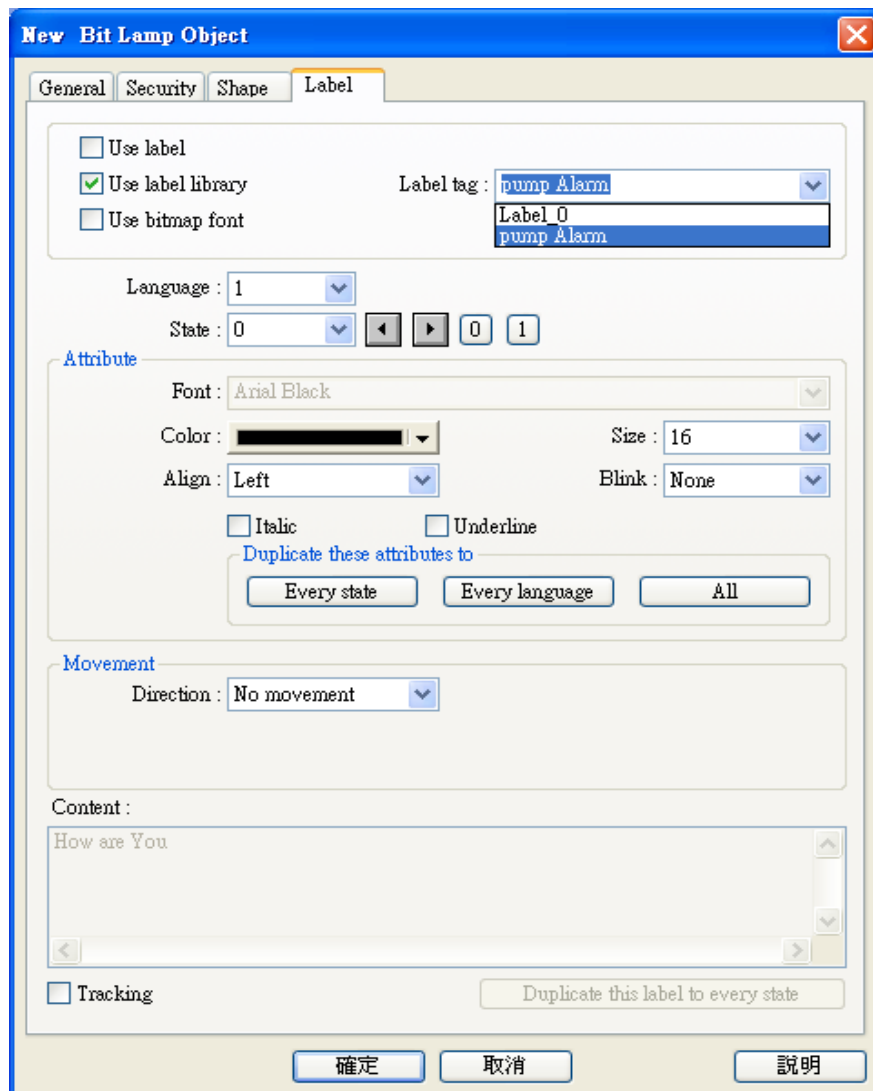 New Bit Lamp Object
General Security Shape Label
Use label
Use label library Label tag : pump Alarm
Use bitmap font Label_0
pump Alarm
Language : 1
State : 0 0 1
Attribute
Font : Arial Black
Color : Size : 16
Align : Left Blink : None
Italic Underline
Duplicate these attributes to
Every state Every language All
Movement
Direction : No movement
Content :
How are You
Tracking Duplicate this label to every state
確定 取消 說明